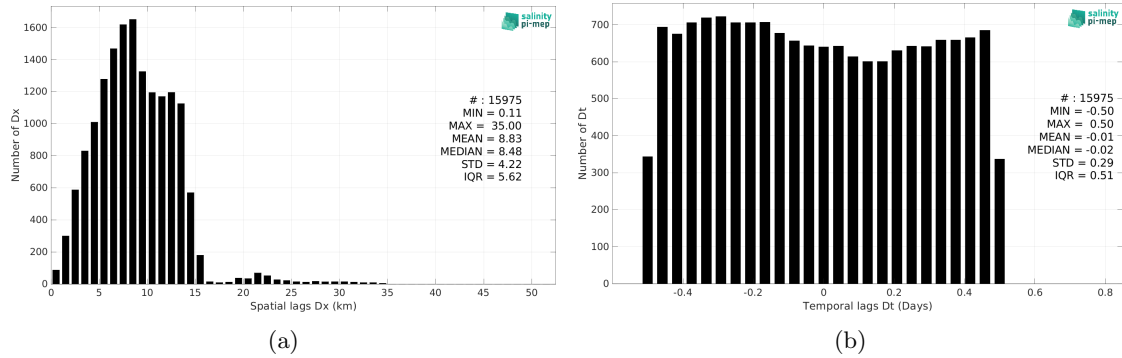 salinity
pi-mep
1600
1400
1200
1000
800
600
400
200
0
Number of Dx
# : 15975
MIN = 0.11
MAX = 35.00
MEAN = 8.83
MEDIAN = 8.48
STD = 4.22
IQR = 5.62
0 5 10 15 20 25 30 35 40 45 50
Spatial lags Dx (km)
(a)
salinity
pi-mep
700
600
500
400
300
200
100
0
Number of Dt
# : 15975
MIN = -0.50
MAX = 0.50
MEAN = -0.01
MEDIAN = -0.02
STD = 0.29
IQR = 0.51
-0.4 -0.2 0 0.2 0.4 0.6 0.8
Temporal lags Dt (Days)
(b)